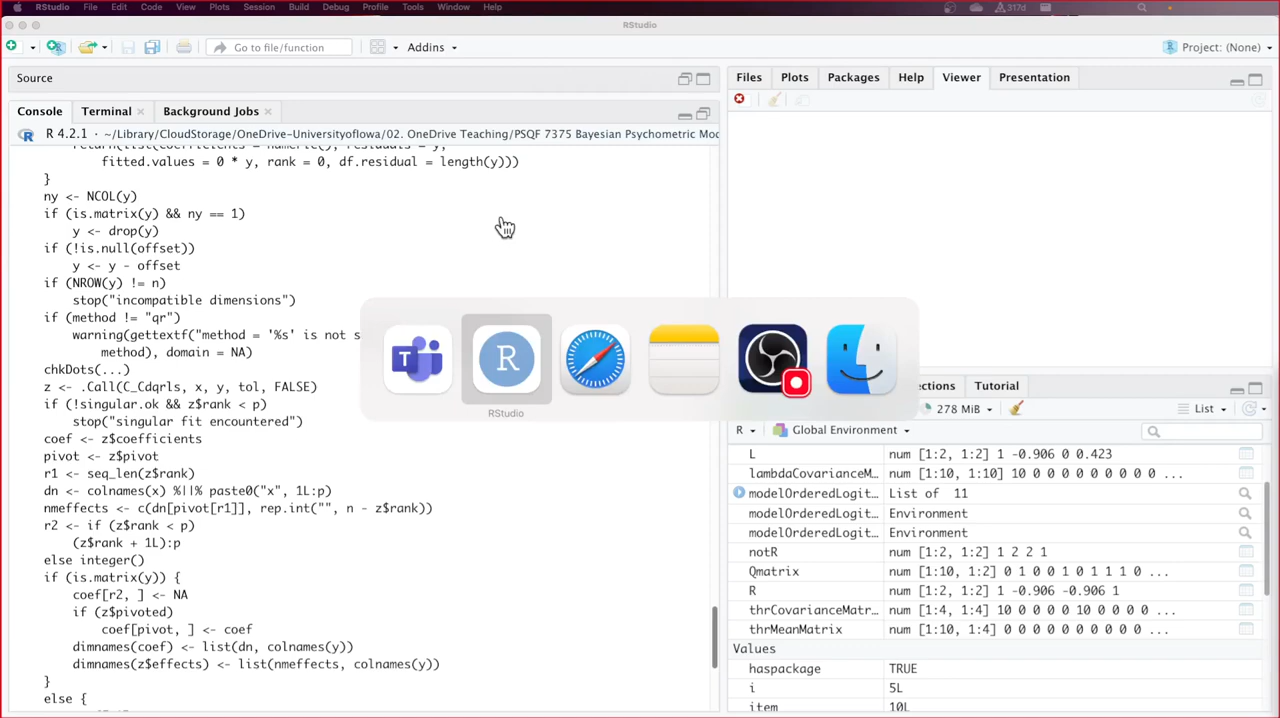 RStudio File Edit Code View Plots Session Build Debug Profile Tools Window Help 317d
RStudio
Go to file/function Addins Project: (None)
Source
Console Terminal Background Jobs
R 4.2.1 · ~/Library/CloudStorage/OneDrive-UniversityofIowa/02. OneDrive Teaching/PSQF 7375 Bayesian Psychometric Mod
return(list(coefficients = numeric(), residuals = y,
fitted.values = 0 * y, rank = 0, df.residual = length(y)))
}
ny <- NCOL(y)
if (is.matrix(y) && ny == 1)
y <- drop(y)
if (!is.null(offset))
y <- y - offset
if (NROW(y) != n)
stop("incompatible dimensions")
if (method != "qr")
warning(gettextf("method = '%s' is not s
method), domain = NA)
chkDots(...)
z <- .Call(C_Cdqrls, x, y, tol, FALSE)
if (!singular.ok && z$rank < p)
stop("singular fit encountered")
coef <- z$coefficients
pivot <- z$pivot
r1 <- seq_len(z$rank)
dn <- colnames(x) %||% paste0("x", 1L:p)
nmeffects <- c(dn[pivot[r1]], rep.int("", n - z$rank))
r2 <- if (z$rank < p)
(z$rank + 1L):p
else integer()
if (is.matrix(y)) {
coef[r2, ] <- NA
if (z$pivoted)
coef[pivot, ] <- coef
dimnames(coef) <- list(dn, colnames(y))
dimnames(z$effects) <- list(nmeffects, colnames(y))
}
else {
T R
RStudio
Files Plots Packages Help Viewer Presentation
ections Tutorial
278 MiB List
R Global Environment
L num [1:2, 1:2] 1 -0.906 0 0.423
lambdaCovarianceM… num [1:10, 1:10] 10 0 0 0 0 0 0 0 0 0 ...
modelOrderedLogit… List of 11
modelOrderedLogit… Environment
modelOrderedLogit… Environment
notR num [1:2, 1:2] 1 2 2 1
Qmatrix num [1:10, 1:2] 0 1 0 0 1 0 1 1 1 0 ...
R num [1:2, 1:2] 1 -0.906 -0.906 1
thrCovarianceMatr… num [1:4, 1:4] 10 0 0 0 0 10 0 0 0 0 ...
thrMeanMatrix num [1:10, 1:4] 0 0 0 0 0 0 0 0 0 0 ...
Values
haspackage TRUE
i 5L
item 10L